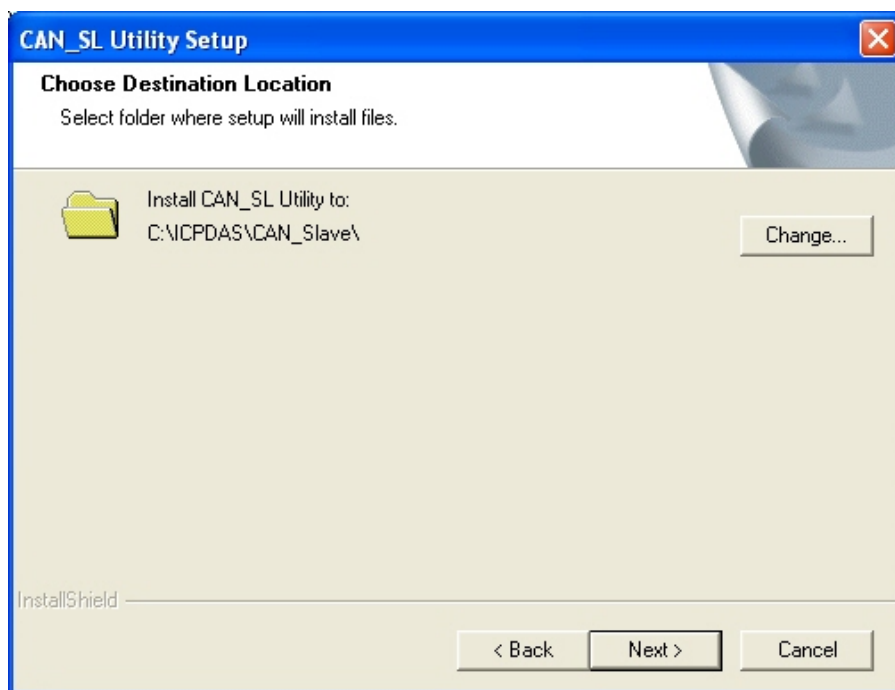 CAN_SL Utility Setup
Choose Destination Location
Select folder where setup will install files.
Install CAN_SL Utility to:
C:\ICPDAS\CAN_Slave\
Change...
InstallShield
< Back
Next >
Cancel